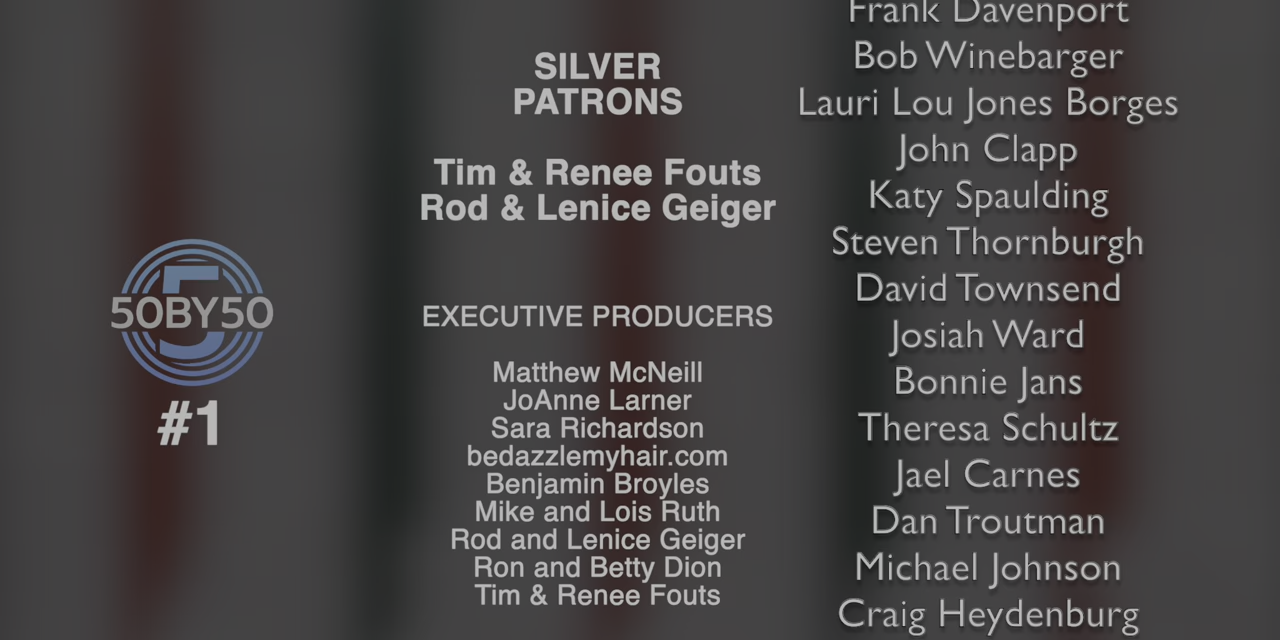 5
50BY50
#1
SILVER
PATRONS
Tim & Renee Fouts
Rod & Lenice Geiger
EXECUTIVE PRODUCERS
Matthew McNeill
JoAnne Larner
Sara Richardson
bedazzlemyhair.com
Benjamin Broyles
Mike and Lois Ruth
Rod and Lenice Geiger
Ron and Betty Dion
Tim & Renee Fouts
Frank Davenport
Bob Winebarger
Lauri Lou Jones Borges
John Clapp
Katy Spaulding
Steven Thornburgh
David Townsend
Josiah Ward
Bonnie Jans
Theresa Schultz
Jael Carnes
Dan Troutman
Michael Johnson
Craig Heydenburg